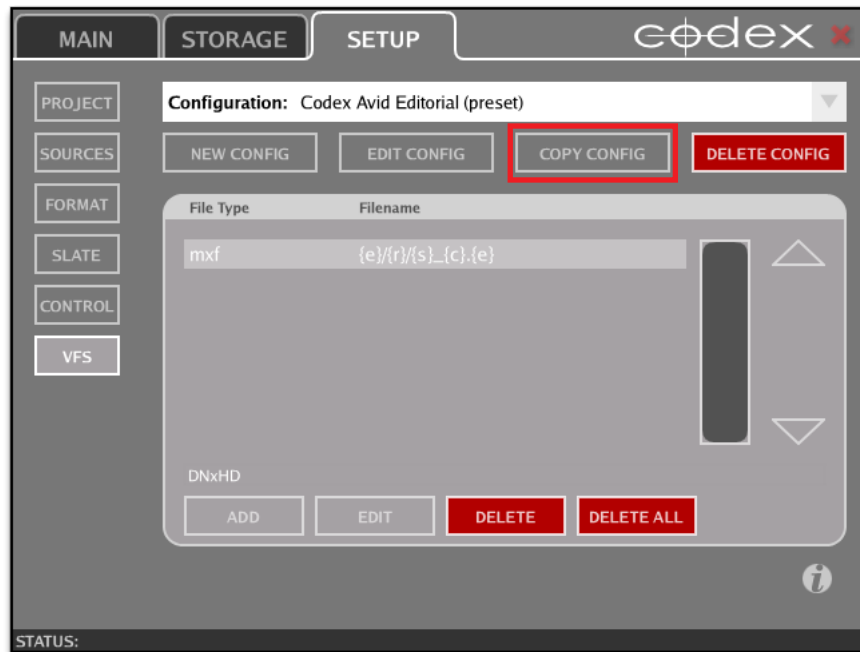 MAIN STORAGE SETUP codex
PROJECT
SOURCES
FORMAT
SLATE
CONTROL
VFS
Configuration: Codex Avid Editorial (preset)
NEW CONFIG EDIT CONFIG COPY CONFIG DELETE CONFIG
File Type Filename
mxf {e}/{r}/{s}_{c}.{e}
DNxHD
ADD EDIT DELETE DELETE ALL
i
STATUS: